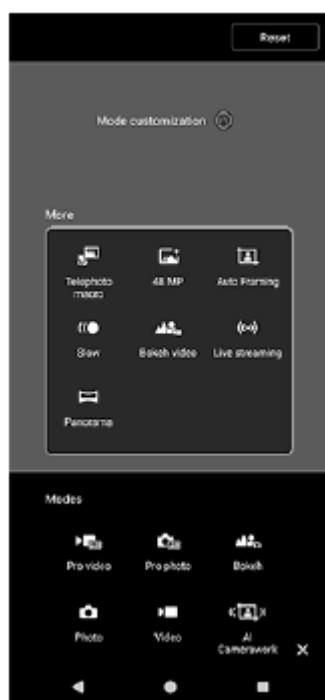 Reset
Mode customization
More
Telephoto macro
48 MP
Auto Framing
Slow
Bokeh video
Live streaming
Panorama
Modes
Pro video
Pro photo
Bokeh
Photo
Video
AI Camerawork